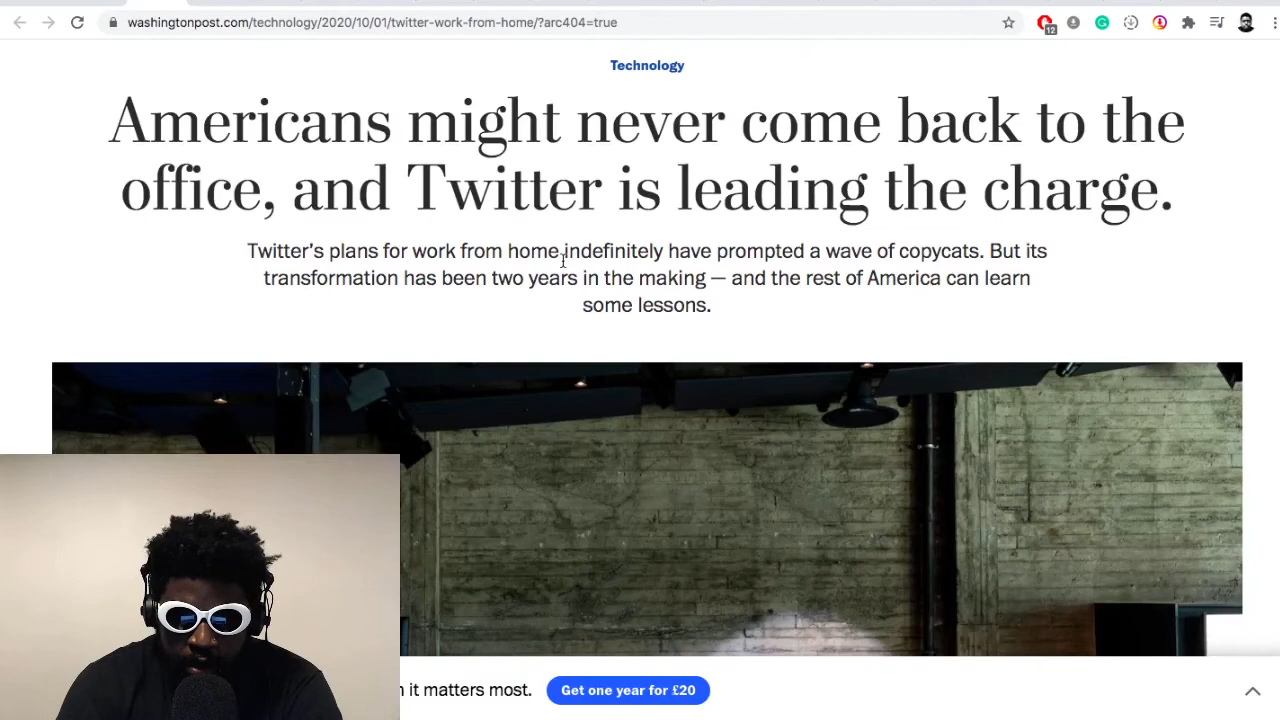 washingtonpost.com/technology/2020/10/01/twitter-work-from-home/?arc404=true
12
Technology
Americans might never come back to the
office, and Twitter is leading the charge.
Twitter's plans for work from home indefinitely have prompted a wave of copycats. But its
transformation has been two years in the making — and the rest of America can learn
some lessons.
it matters most.
Get one year for £20